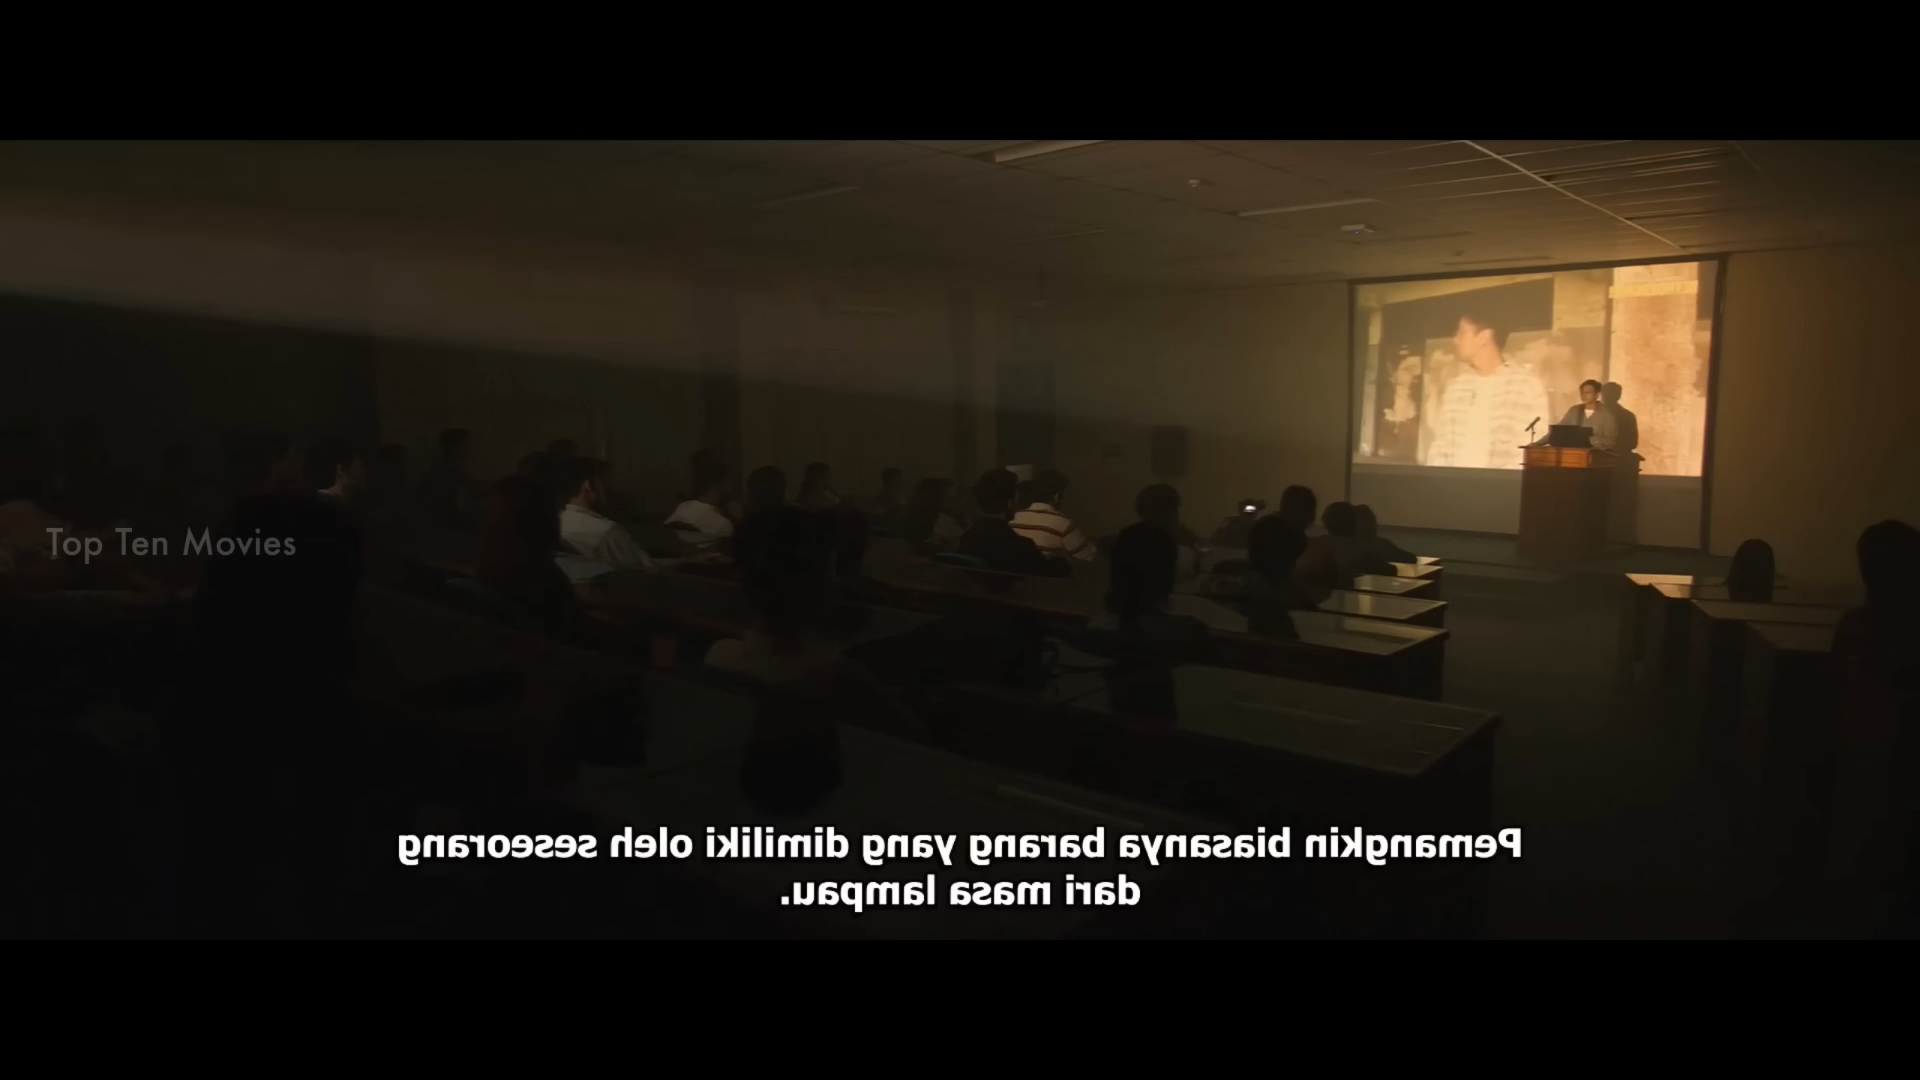 Top Ten Movies
Pemangkin biasanya barang yang dimiliki oleh seseorang
dari masa lampau.